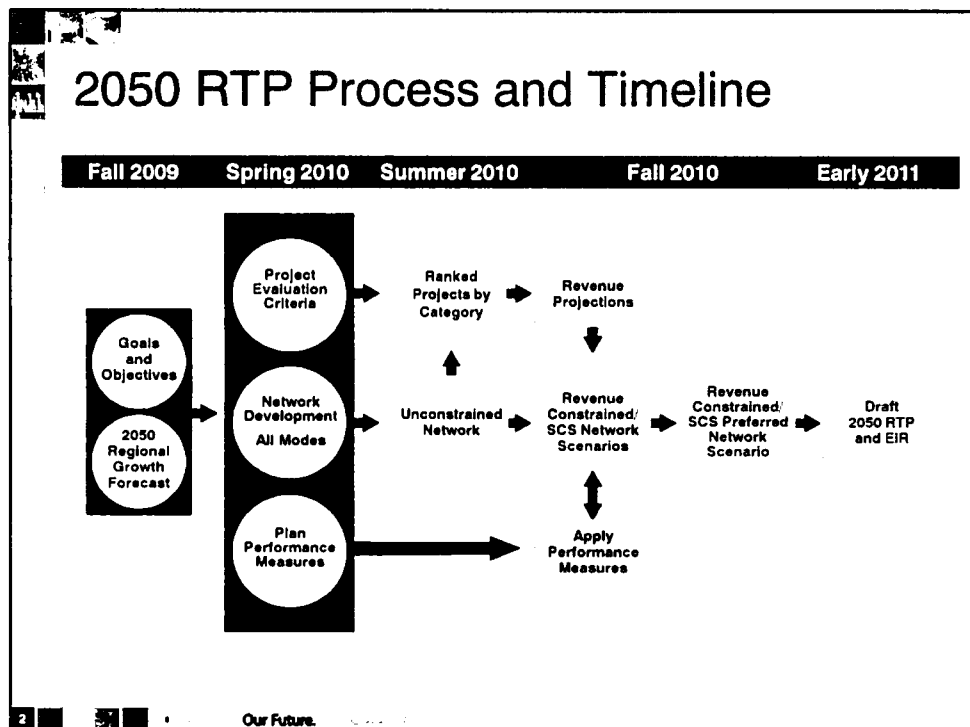 2050 RTP Process and Timeline
Fall 2009 Spring 2010 Summer 2010 Fall 2010 Early 2011
Goals
and
Objectives
2050
Regional
Growth
Forecast
Project
Evaluation
Criteria
Network
Development
All Modes
Plan
Performance
Measures
Ranked
Projects by
Category
Unconstrained
Network
Revenue
Projections
Revenue
Constrained/
SCS Network
Scenarios
Apply
Performance
Measures
Revenue
Constrained/
SCS Preferred
Network
Scenario
Draft
2050 RTP
and EIR
2
Our Future.